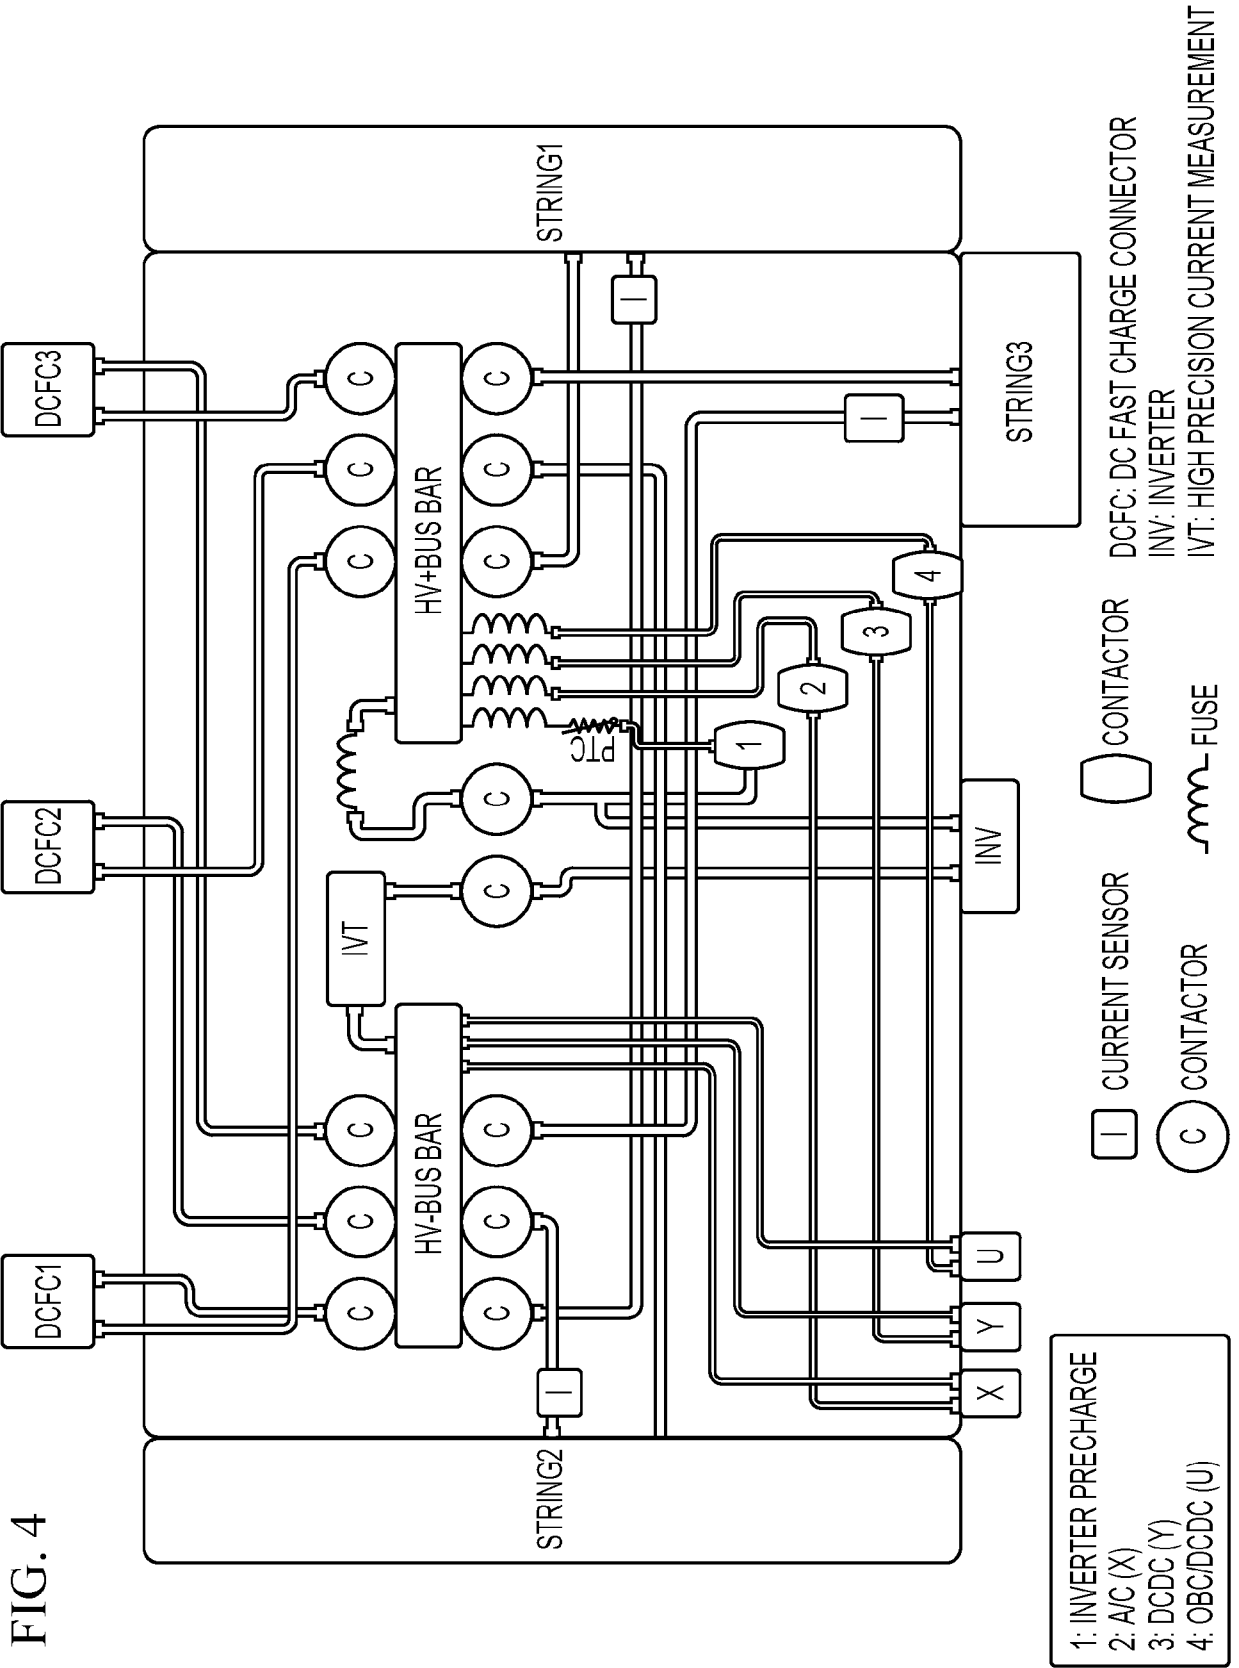 FIG. 4
DCFC1
DCFC2
DCFC3
C
C
C
C
C
C
IVT
HV-BUS BAR
HV+BUS BAR
C
C
C
C
C
C
C
C
PTC
STRING2
STRING1
I
I
I
1
2
3
4
X
Y
U
INV
STRING3
1: INVERTER PRECHARGE
2: A/C (X)
3: DCDC (Y)
4: OBC/DCDC (U)
I CURRENT SENSOR
C CONTACTOR
CONTACTOR
FUSE
DCFC: DC FAST CHARGE CONNECTOR
INV: INVERTER
IVT: HIGH PRECISION CURRENT MEASUREMENT